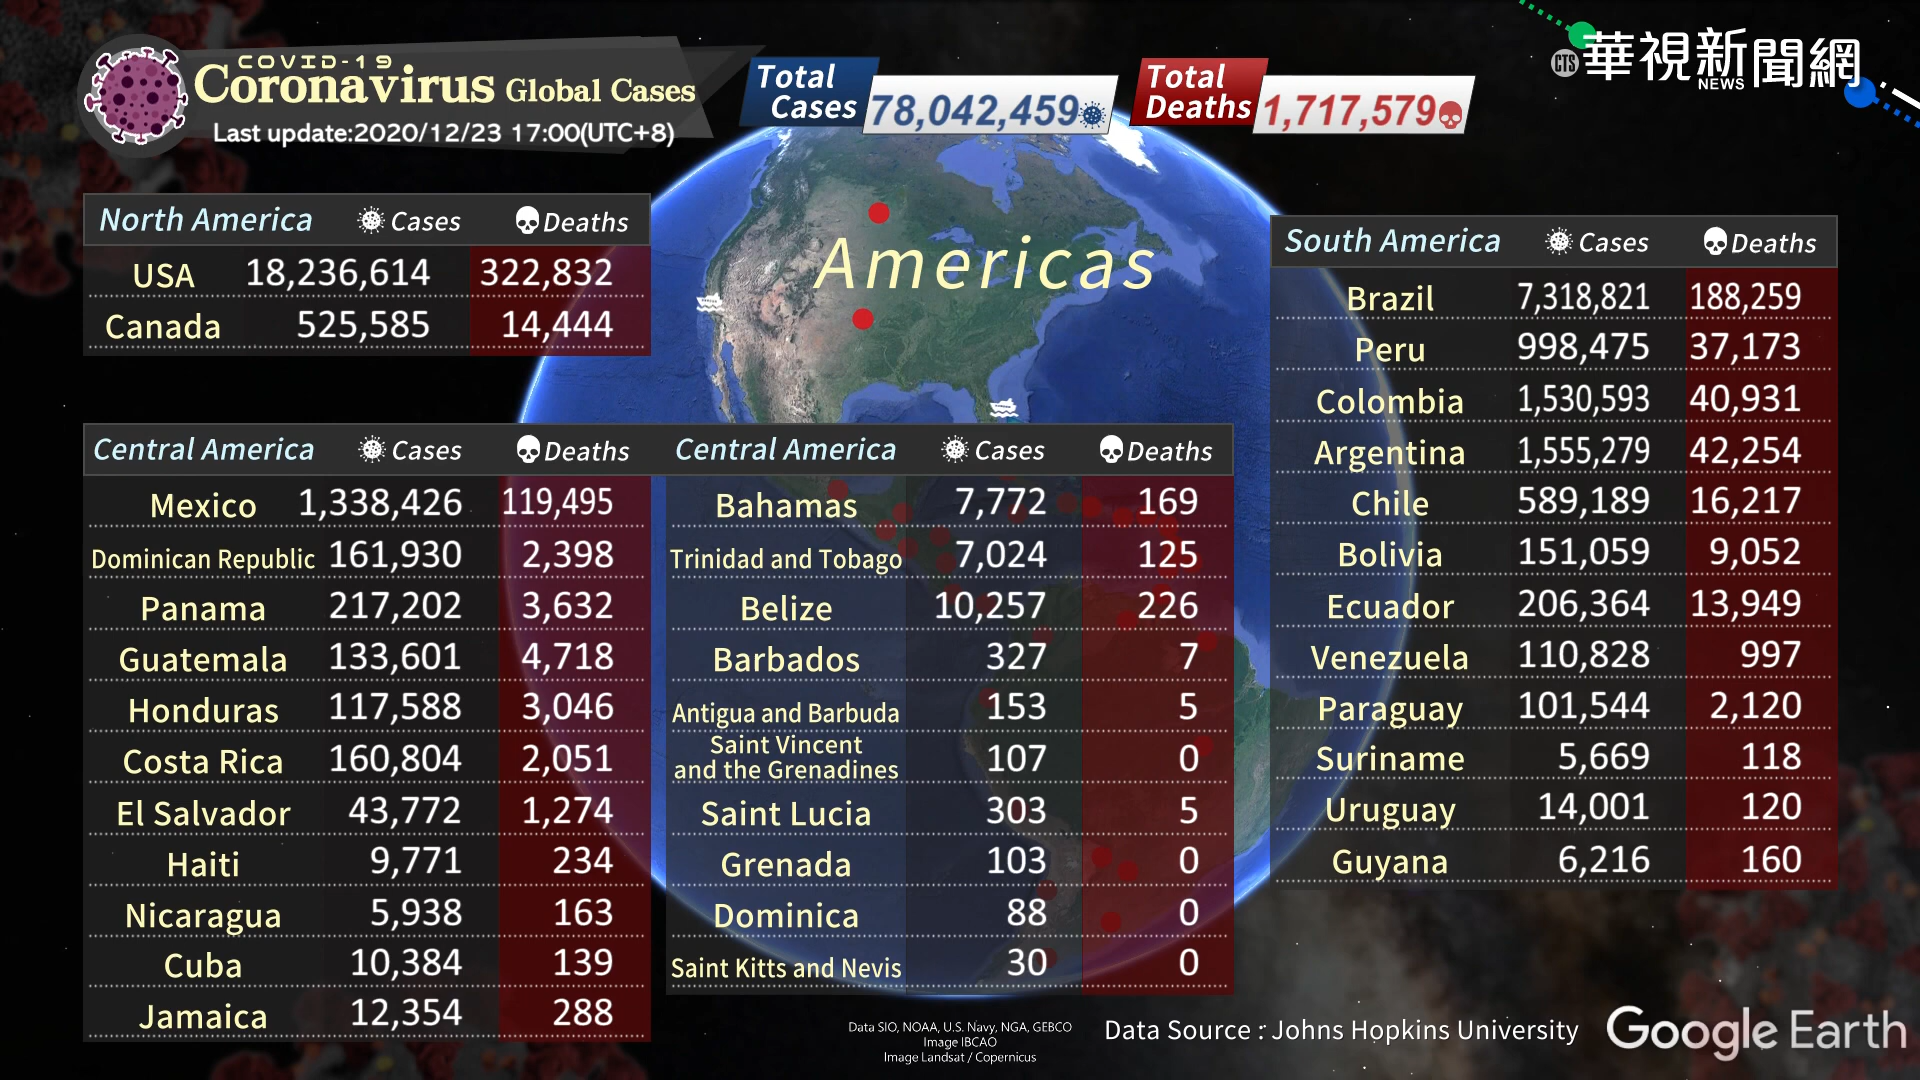 COVID-19
Coronavirus Global Cases
Last update:2020/12/23 17:00(UTC+8)
Total Cases 78,042,459
Total Deaths 1,717,579
CTS 華視新聞網
NEWS
Americas
North America Cases Deaths
USA 18,236,614 322,832
Canada 525,585 14,444
Central America Cases Deaths
Mexico 1,338,426 119,495
Dominican Republic 161,930 2,398
Panama 217,202 3,632
Guatemala 133,601 4,718
Honduras 117,588 3,046
Costa Rica 160,804 2,051
El Salvador 43,772 1,274
Haiti 9,771 234
Nicaragua 5,938 163
Cuba 10,384 139
Jamaica 12,354 288
Central America Cases Deaths
Bahamas 7,772 169
Trinidad and Tobago 7,024 125
Belize 10,257 226
Barbados 327 7
Antigua and Barbuda 153 5
Saint Vincent
and the Grenadines 107 0
Saint Lucia 303 5
Grenada 103 0
Dominica 88 0
Saint Kitts and Nevis 30 0
South America Cases Deaths
Brazil 7,318,821 188,259
Peru 998,475 37,173
Colombia 1,530,593 40,931
Argentina 1,555,279 42,254
Chile 589,189 16,217
Bolivia 151,059 9,052
Ecuador 206,364 13,949
Venezuela 110,828 997
Paraguay 101,544 2,120
Suriname 5,669 118
Uruguay 14,001 120
Guyana 6,216 160
Data SIO, NOAA, U.S. Navy, NGA, GEBCO
Image IBCAO
Image Landsat / Copernicus
Data Source : Johns Hopkins University
Google Earth